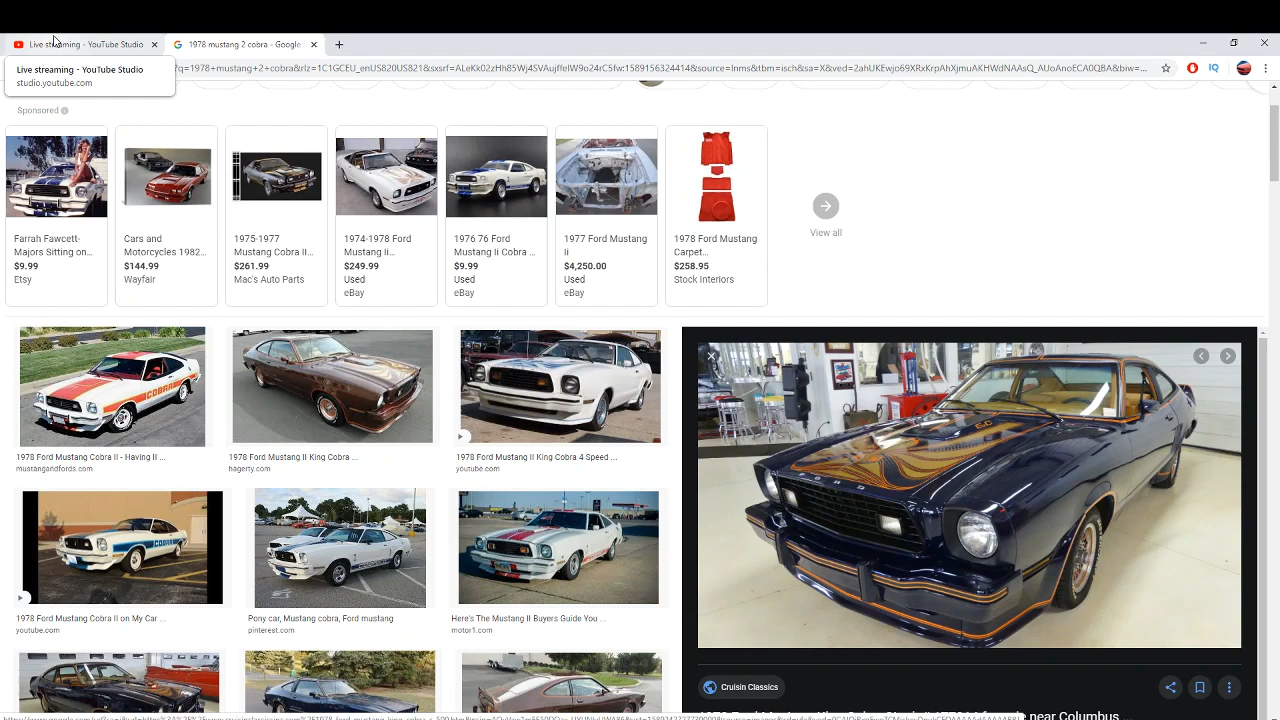 Live streaming - YouTube Studio
1978 mustang 2 cobra - Google
Live streaming - YouTube Studio
studio.youtube.com
Sponsored
Farrah Fawcett-
Majors Sitting on...
$9.99
Etsy
Cars and
Motorcycles 1982...
$144.99
Wayfair
1975-1977
Mustang Cobra II...
$261.99
Mac's Auto Parts
1974-1978 Ford
Mustang Ii...
$249.99
Used
eBay
1976 76 Ford
Mustang Ii Cobra ...
$9.99
Used
eBay
1977 Ford Mustang
Ii
$4,250.00
Used
eBay
1978 Ford Mustang
Carpet...
$258.95
Stock Interiors
View all
COBRA
1978 Ford Mustang Cobra II - Having II ...
mustangandfords.com
1978 Ford Mustang II King Cobra ...
hagerty.com
1978 Ford Mustang II King Cobra 4 Speed ...
youtube.com
COBRA
1978 Ford Mustang Cobra II on My Car ...
youtube.com
Pony car, Mustang cobra, Ford mustang
pinterest.com
Here's The Mustang II Buyers Guide You ...
motor1.com
FORD
5.0
Cruisin Classics
near Columbus